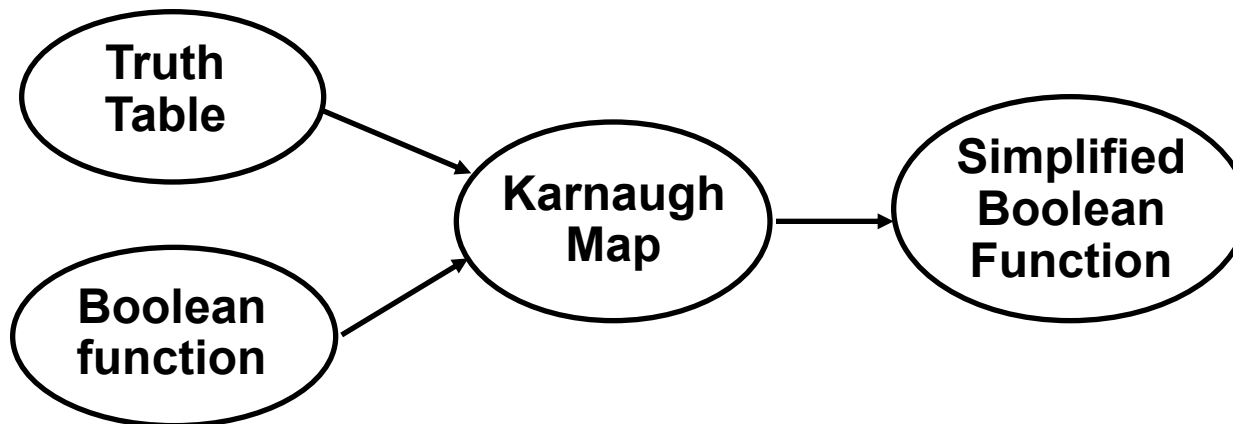 Truth
Table
Boolean
function
Karnaugh
Map
Simplified
Boolean
Function